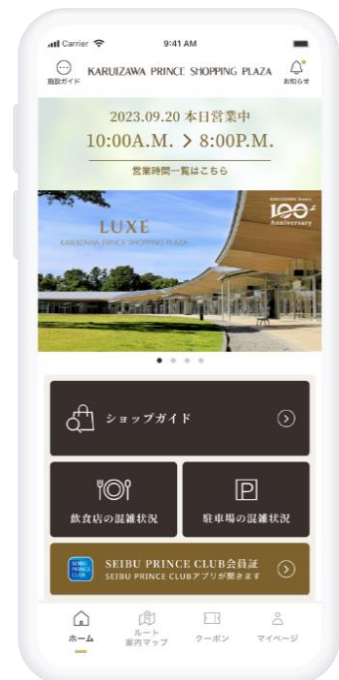 Carrier 9:41 AM
施設ガイド
KARUIZAWA PRINCE SHOPPING PLAZA
お知らせ
2023.09.20 本日営業中
10:00A.M. > 8:00P.M.
営業時間一覧はこちら
LUXE
KARUIZAWA PRINCE SHOPPING PLAZA
100
Anniversary
ショップガイド
飲食店の混雑状況
P
駐車場の混雑状況
SEIBU PRINCE CLUB
SEIBU PRINCE CLUB会員証
SEIBU PRINCE CLUBアプリが開きます
ホーム
ルート
案内マップ
クーポン
マイページ